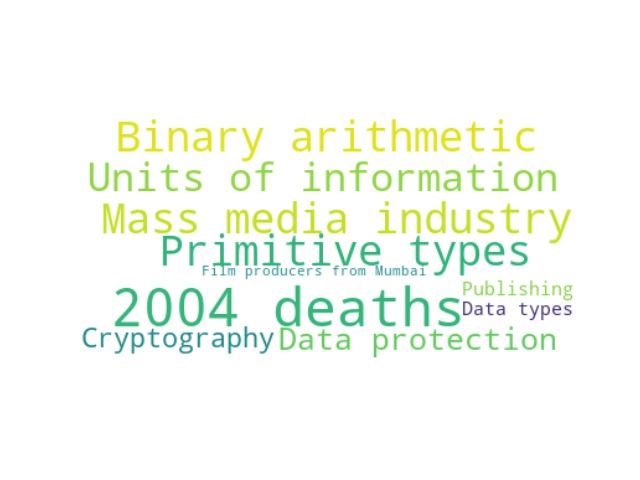 Binary arithmetic
Units of information
Mass media industry
Primitive types
Film producers from Mumbai
2004 deaths
Publishing
Data types
Cryptography
Data protection